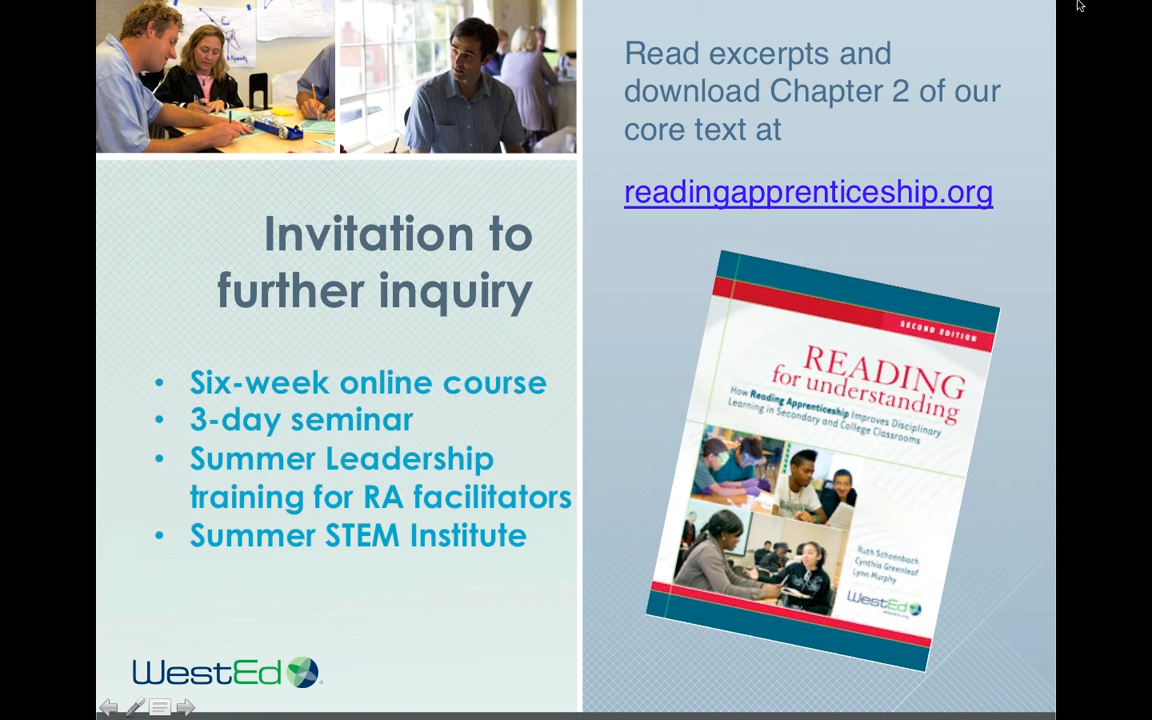 Invitation to
further inquiry
• Six-week online course
• 3-day seminar
• Summer Leadership
training for RA facilitators
• Summer STEM Institute
WestEd
Read excerpts and
download Chapter 2 of our
core text at
readingapprenticeship.org
SECOND EDITION
READING
for understanding
How Reading Apprenticeship Improves Disciplinary
Learning in Secondary and College Classrooms
Ruth Schoenbach
Cynthia Greenleaf
Lynn Murphy
WestEd